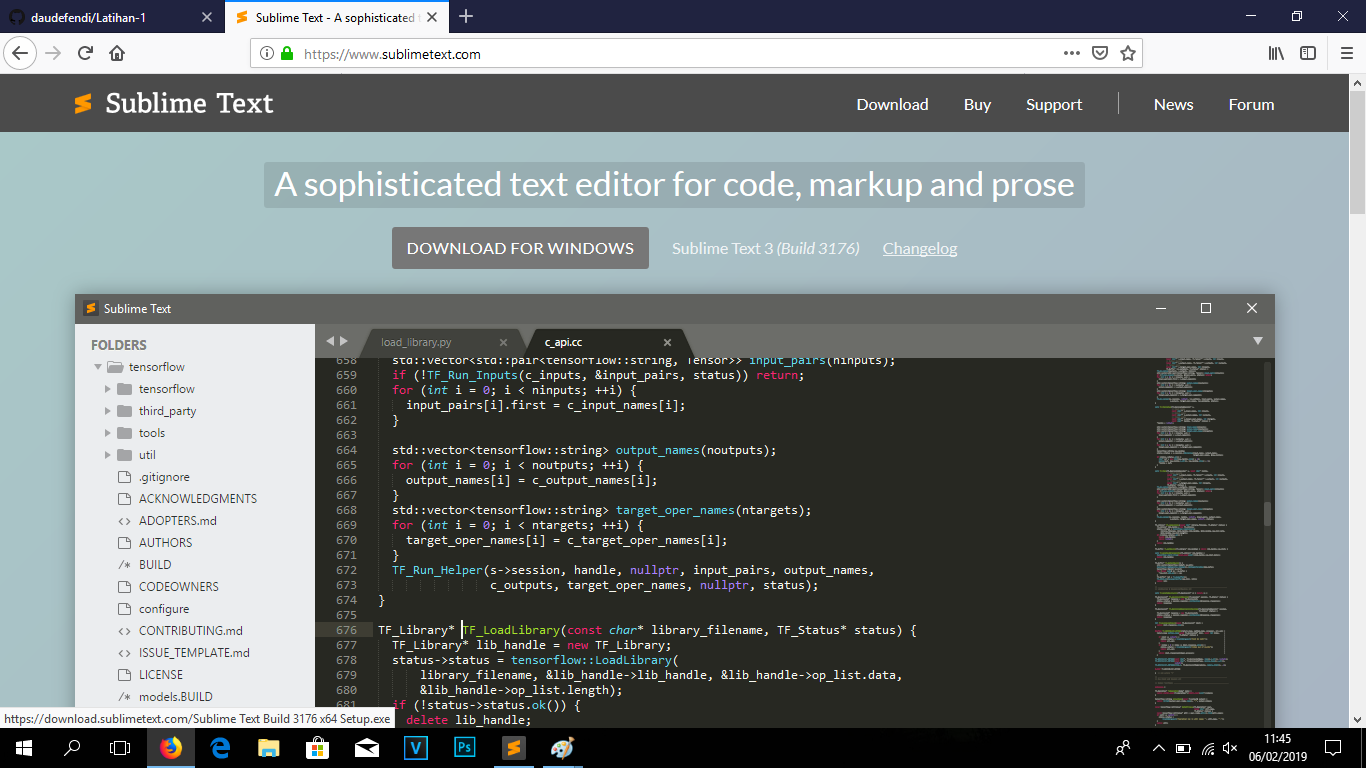 daudefendi/Latihan-1
Sublime Text - A sophisticated
https://www.sublimetext.com
Sublime Text
Download Buy Support News Forum
A sophisticated text editor for code, markup and prose
DOWNLOAD FOR WINDOWS Sublime Text 3 (Build 3176) Changelog
Sublime Text
FOLDERS
tensorflow
tensorflow
third_party
tools
util
.gitignore
ACKNOWLEDGMENTS
<> ADOPTERS.md
AUTHORS
/* BUILD
CODEOWNERS
configure
<> CONTRIBUTING.md
<> ISSUE_TEMPLATE.md
LICENSE
/* models.BUILD
load_library.py
c_api.cc
658 std::vector<std::pair<tensorflow::string, Tensor>> input_pairs(ninputs);
659 if (!TF_Run_Inputs(c_inputs, &input_pairs, status)) return;
660 for (int i = 0; i < ninputs; ++i) {
661 input_pairs[i].first = c_input_names[i];
662 }
663
664 std::vector<tensorflow::string> output_names(noutputs);
665 for (int i = 0; i < noutputs; ++i) {
666 output_names[i] = c_output_names[i];
667 }
668 std::vector<tensorflow::string> target_oper_names(ntargets);
669 for (int i = 0; i < ntargets; ++i) {
670 target_oper_names[i] = c_target_oper_names[i];
671 }
672 TF_Run_Helper(s->session, handle, nullptr, input_pairs, output_names,
673 c_outputs, target_oper_names, nullptr, status);
674 }
675
676 TF_Library* TF_LoadLibrary(const char* library_filename, TF_Status* status) {
677 TF_Library* lib_handle = new TF_Library;
678 status->status = tensorflow::LoadLibrary(
679 library_filename, &lib_handle->lib_handle, &lib_handle->op_list.data,
680 &lib_handle->op_list.length);
681 if (!status->status.ok()) {
delete lib_handle;
https://download.sublimetext.com/Sublime Text Build 3176 x64 Setup.exe
V
Ps
11:45
06/02/2019